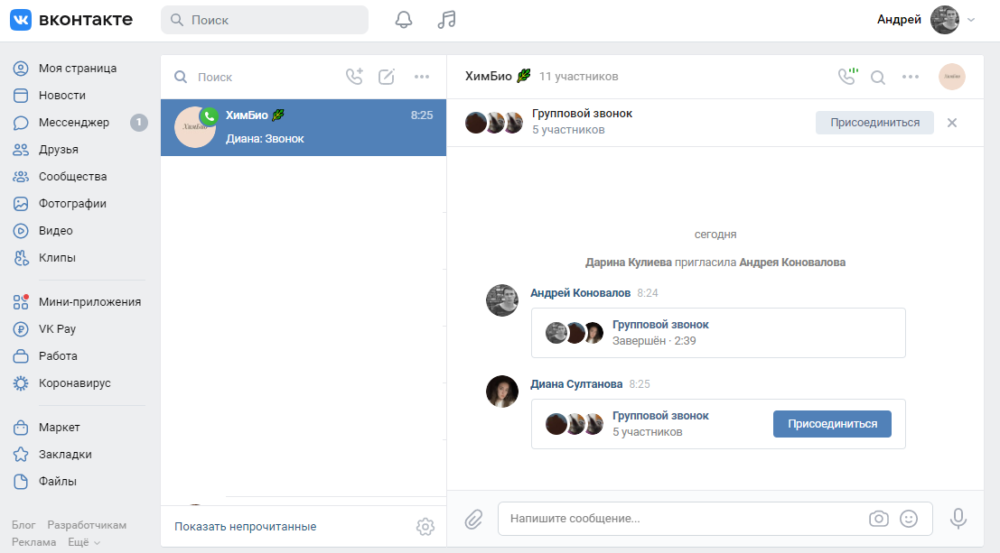 вконтакте
Поиск
Андрей
Моя страница
Новости
Мессенджер 1
Друзья
Сообщества
Фотографии
Видео
Клипы
Мини-приложения
VK Pay
Работа
Коронавирус
Маркет
Закладки
Файлы
Блог Разработчикам
Реклама Ещё
Поиск
ХимБио
ХимБио 8:25
Диана: Звонок
Показать непрочитанные
ХимБио 11 участников
ХимБио
Групповой звонок
5 участников
Присоединиться
сегодня
Дарина Кулиева пригласила Андрея Коновалова
Андрей Коновалов 8:24
Групповой звонок
Завершён · 2:39
Диана Султанова 8:25
Групповой звонок
5 участников
Присоединиться
Напишите сообщение...